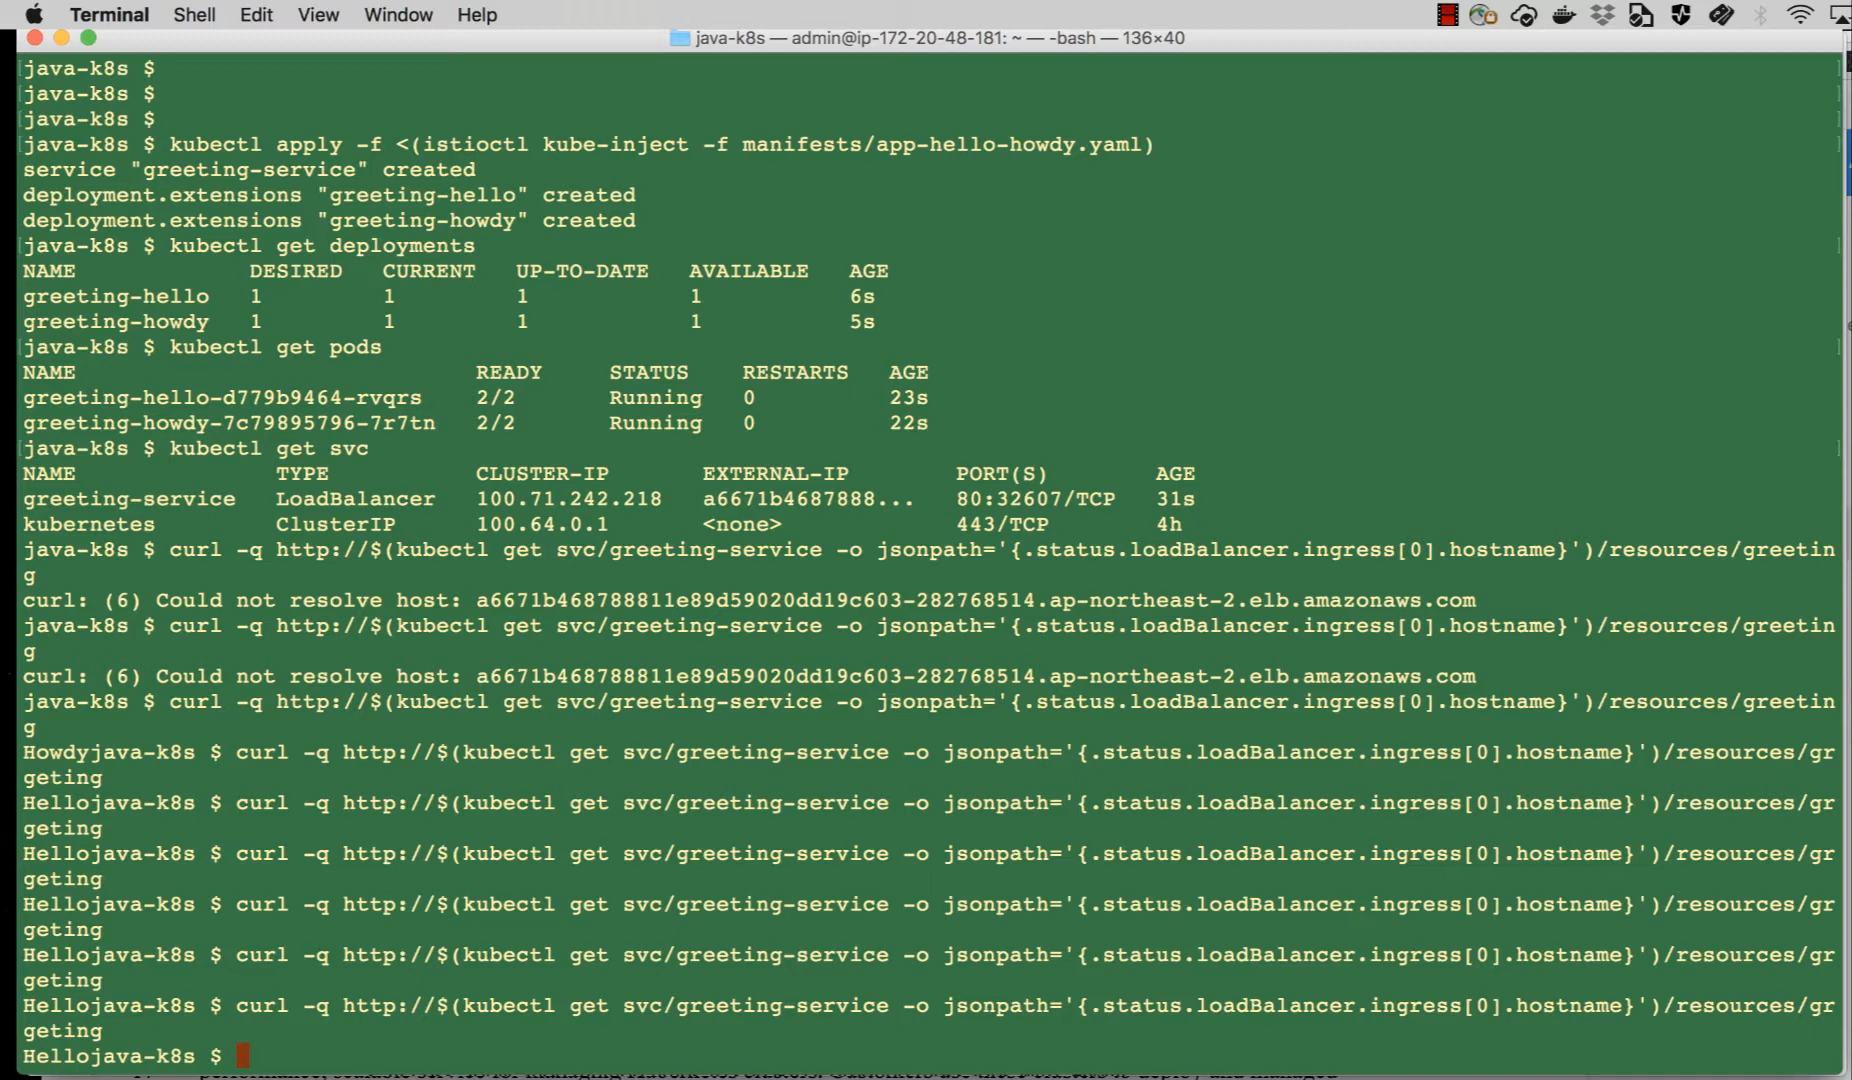 Terminal Shell Edit View Window Help
java-k8s — admin@ip-172-20-48-181: ~ — -bash — 136×40
java-k8s $
java-k8s $
java-k8s $
java-k8s $ kubectl apply -f <(istioctl kube-inject -f manifests/app-hello-howdy.yaml)
service "greeting-service" created
deployment.extensions "greeting-hello" created
deployment.extensions "greeting-howdy" created
java-k8s $ kubectl get deployments
NAME DESIRED CURRENT UP-TO-DATE AVAILABLE AGE
greeting-hello 1 1 1 1 6s
greeting-howdy 1 1 1 1 5s
java-k8s $ kubectl get pods
NAME READY STATUS RESTARTS AGE
greeting-hello-d779b9464-rvqrs 2/2 Running 0 23s
greeting-howdy-7c79895796-7r7tn 2/2 Running 0 22s
java-k8s $ kubectl get svc
NAME TYPE CLUSTER-IP EXTERNAL-IP PORT(S) AGE
greeting-service LoadBalancer 100.71.242.218 a6671b4687888... 80:32607/TCP 31s
kubernetes ClusterIP 100.64.0.1 <none> 443/TCP 4h
java-k8s $ curl -q http://$(kubectl get svc/greeting-service -o jsonpath='{.status.loadBalancer.ingress[0].hostname}')/resources/greetin
g
curl: (6) Could not resolve host: a6671b468788811e89d59020dd19c603-282768514.ap-northeast-2.elb.amazonaws.com
java-k8s $ curl -q http://$(kubectl get svc/greeting-service -o jsonpath='{.status.loadBalancer.ingress[0].hostname}')/resources/greetin
g
curl: (6) Could not resolve host: a6671b468788811e89d59020dd19c603-282768514.ap-northeast-2.elb.amazonaws.com
java-k8s $ curl -q http://$(kubectl get svc/greeting-service -o jsonpath='{.status.loadBalancer.ingress[0].hostname}')/resources/greetin
g
Howdyjava-k8s $ curl -q http://$(kubectl get svc/greeting-service -o jsonpath='{.status.loadBalancer.ingress[0].hostname}')/resources/gr
geting
Hellojava-k8s $ curl -q http://$(kubectl get svc/greeting-service -o jsonpath='{.status.loadBalancer.ingress[0].hostname}')/resources/gr
geting
Hellojava-k8s $ curl -q http://$(kubectl get svc/greeting-service -o jsonpath='{.status.loadBalancer.ingress[0].hostname}')/resources/gr
geting
Hellojava-k8s $ curl -q http://$(kubectl get svc/greeting-service -o jsonpath='{.status.loadBalancer.ingress[0].hostname}')/resources/gr
geting
Hellojava-k8s $ curl -q http://$(kubectl get svc/greeting-service -o jsonpath='{.status.loadBalancer.ingress[0].hostname}')/resources/gr
geting
Hellojava-k8s $ curl -q http://$(kubectl get svc/greeting-service -o jsonpath='{.status.loadBalancer.ingress[0].hostname}')/resources/gr
geting
Hellojava-k8s $